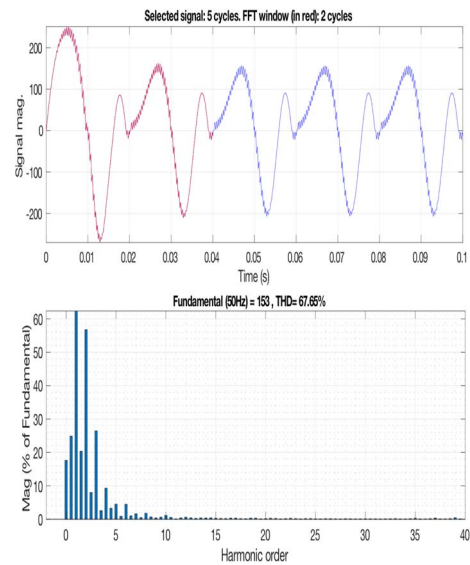 Selected signal: 5 cycles. FFT window (in red): 2 cycles
200
100
0
-100
-200
Signal mag.
0 0.01 0.02 0.03 0.04 0.05 0.06 0.07 0.08 0.09 0.1
Time (s)
Fundamental (50Hz) = 153 , THD= 67.65%
60
50
40
30
20
10
0
Mag (% of Fundamental)
0 5 10 15 20 25 30 35 40
Harmonic order